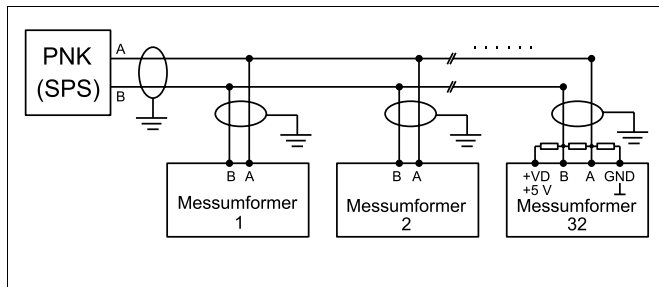 PNK
(SPS)
A
B
. . . . . .
B A
Messumformer
1
B A
Messumformer
2
+VD B A GND
+5 V
Messumformer
32